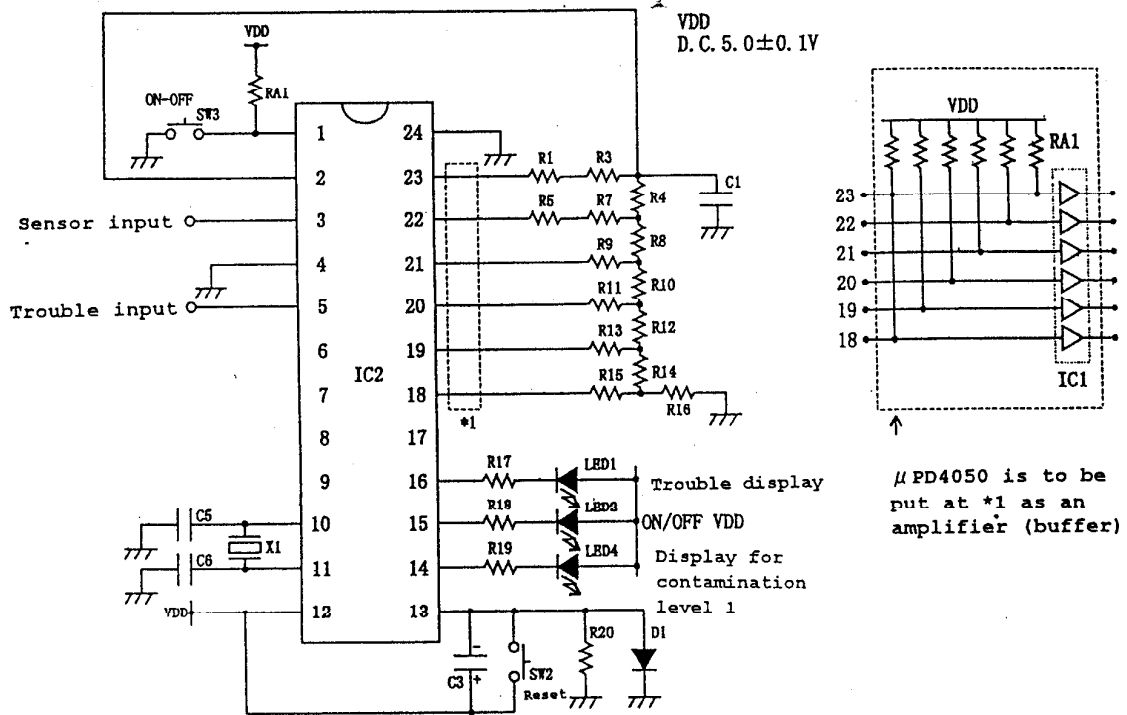 VDD
D.C.5.0±0.1V
VDD
RA1
ON-OFF
SW3
1
24
2
23
R1
R3
C1
R4
Sensor input
3
22
R5
R7
R8
4
21
R9
R10
Trouble input
5
20
R11
R12
6
19
R13
R14
IC2
7
18
R15
R16
*1
8
17
9
16
R17
LED1
Trouble display
C5
10
15
R18
ON/OFF VDD
X1
C6
11
14
R19
LED4
Display for
contamination
level 1
VDD
12
13
C3
-
+
SW2
Reset
R20
D1
VDD
RA1
23
22
21
20
19
18
IC1
μPD4050 is to be
put at *1 as an
amplifier (buffer)